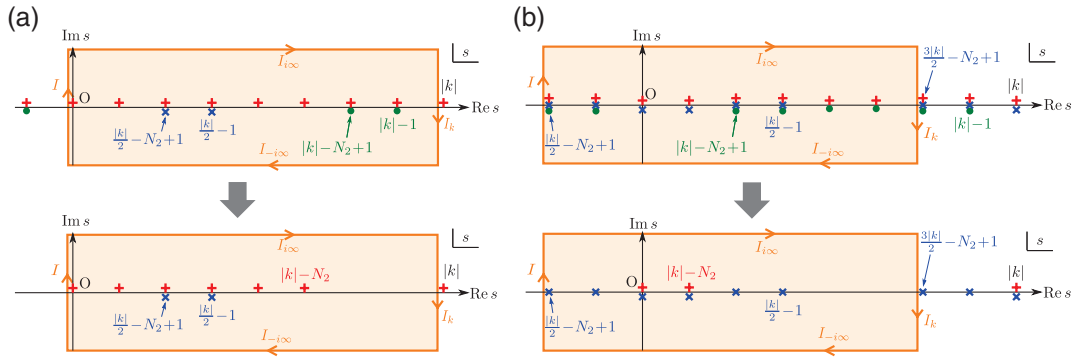 (a)
Im s
s
I_{i∞}
I
O
|k|
Re s
|k|/2 −N_2+1
|k|/2 −1
|k|−N_2+1
|k|−1
I_k
I_{−i∞}
Im s
s
I_{i∞}
I
O
|k|−N_2
|k|
Re s
|k|/2 −N_2+1
|k|/2 −1
I_k
I_{−i∞}
(b)
Im s
3|k|/2 −N_2+1
s
I_{i∞}
I
O
|k|
Re s
|k|/2 −N_2+1
|k|−N_2+1
|k|/2 −1
|k|−1
I_k
I_{−i∞}
Im s
3|k|/2 −N_2+1
s
I_{i∞}
I
O
|k|−N_2
|k|
Re s
|k|/2 −N_2+1
|k|/2 −1
I_k
I_{−i∞}